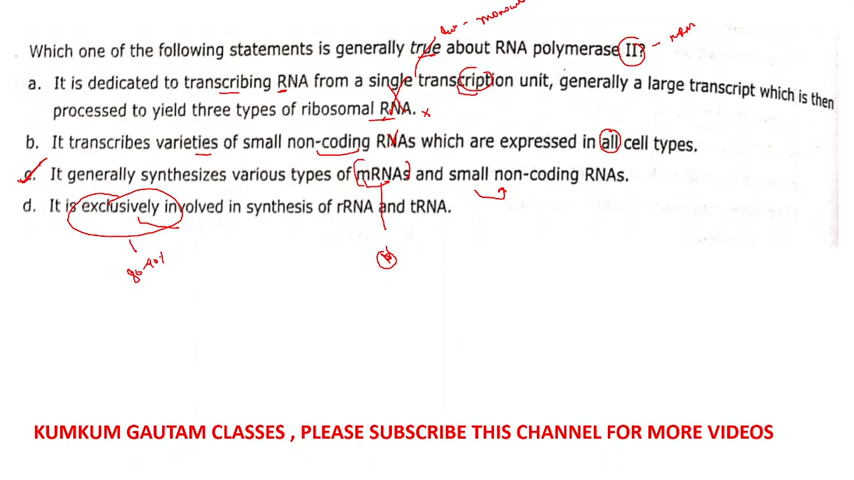 Which one of the following statements is generally true about RNA polymerase II?
a. It is dedicated to transcribing RNA from a single transcription unit, generally a large transcript which is then
processed to yield three types of ribosomal RNA.
b. It transcribes varieties of small non-coding RNAs which are expressed in all cell types.
c. It generally synthesizes various types of mRNAs and small non-coding RNAs.
d. It is exclusively involved in synthesis of rRNA and tRNA.
KUMKUM GAUTAM CLASSES , PLEASE SUBSCRIBE THIS CHANNEL FOR MORE VIDEOS